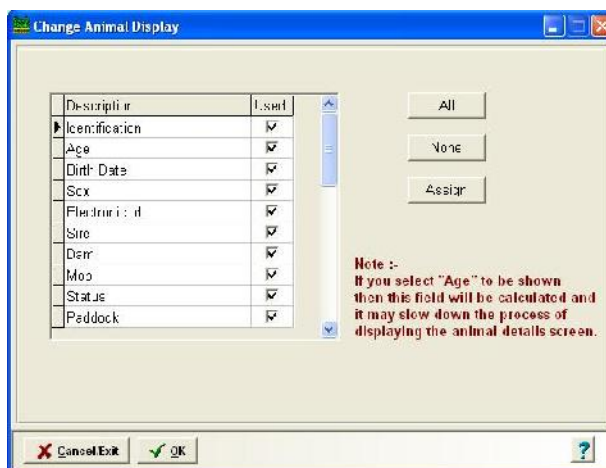 Change Animal Display
Description Used
Identification
Age
Birth Date
Sex
Electronic id
Sire
Dam
Mob
Status
Paddock
All
None
Assign
Note :-
If you select "Age" to be shown
then this field will be calculated and
it may slow down the process of
displaying the animal details screen.
Cancel/Exit OK
?